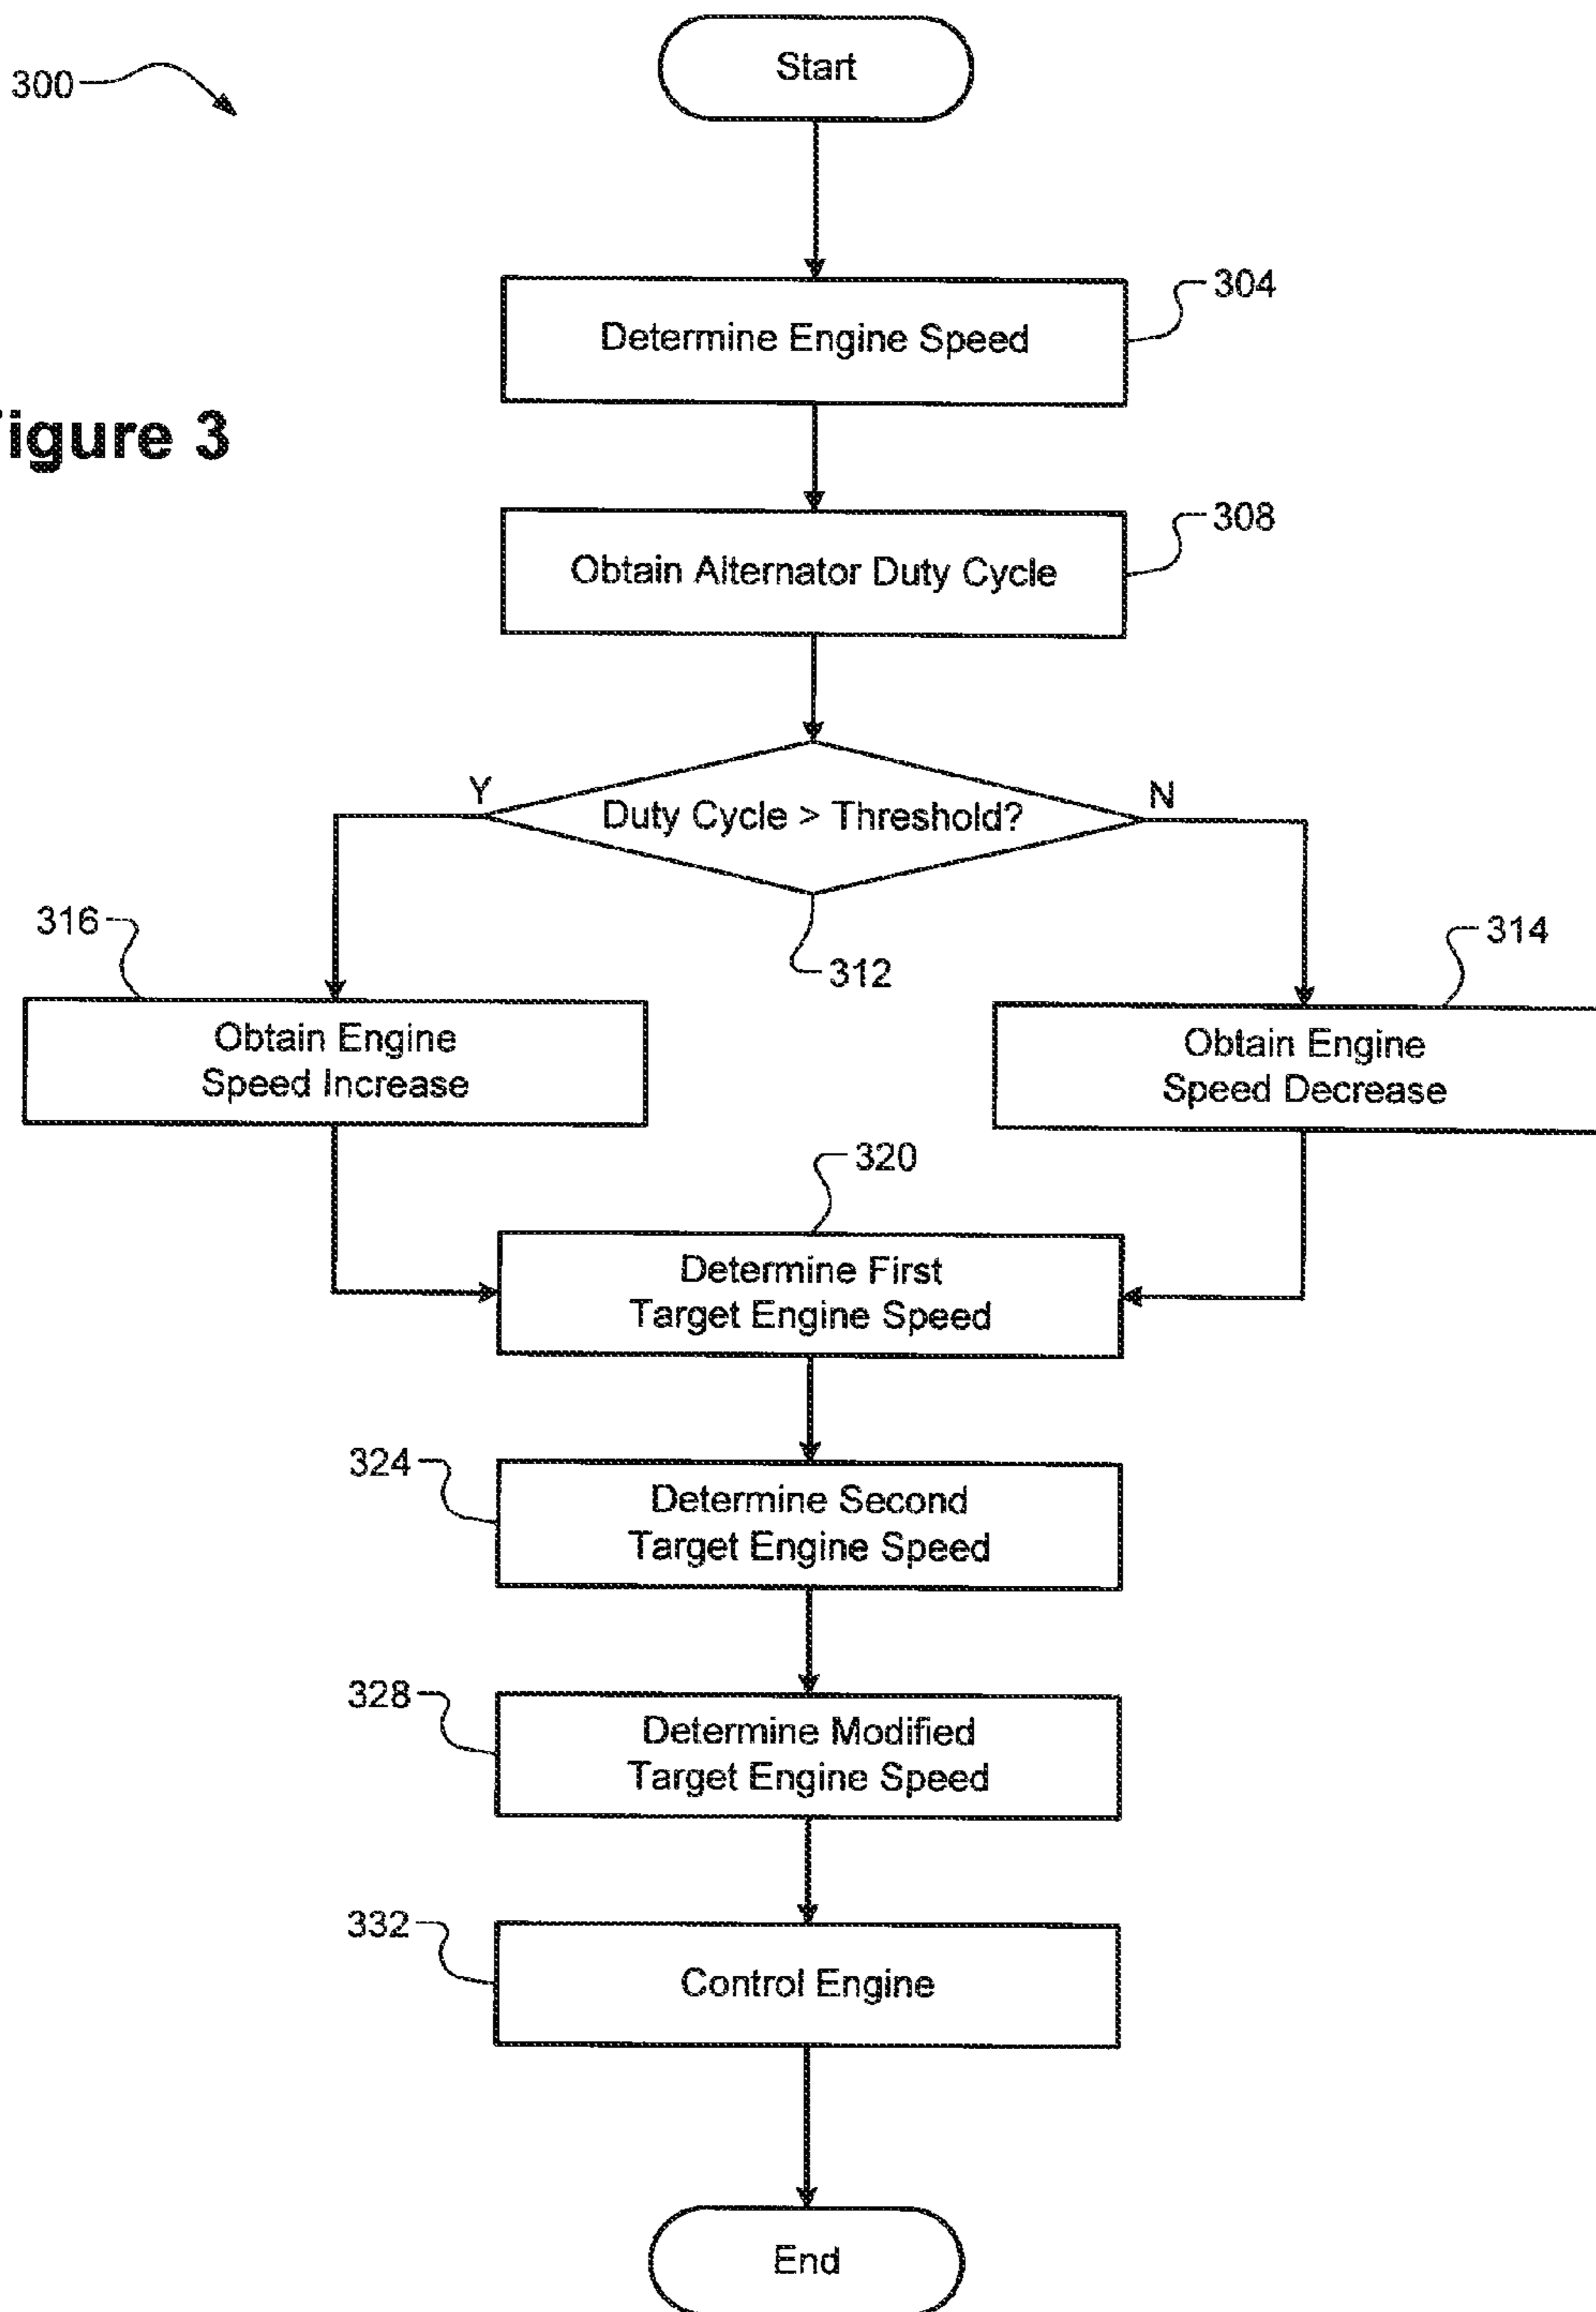 Start
300
304
Determine Engine Speed
igure 3
308
Obtain Alternator Duty Cycle
Y
N
Duty Cycle > Threshold?
316
314
312
Obtain Engine
Speed Increase
Obtain Engine
Speed Decrease
320
Determine First
Target Engine Speed
324
Determine Second
Target Engine Speed
328
Determine Modified
Target Engine Speed
332
Control Engine
End